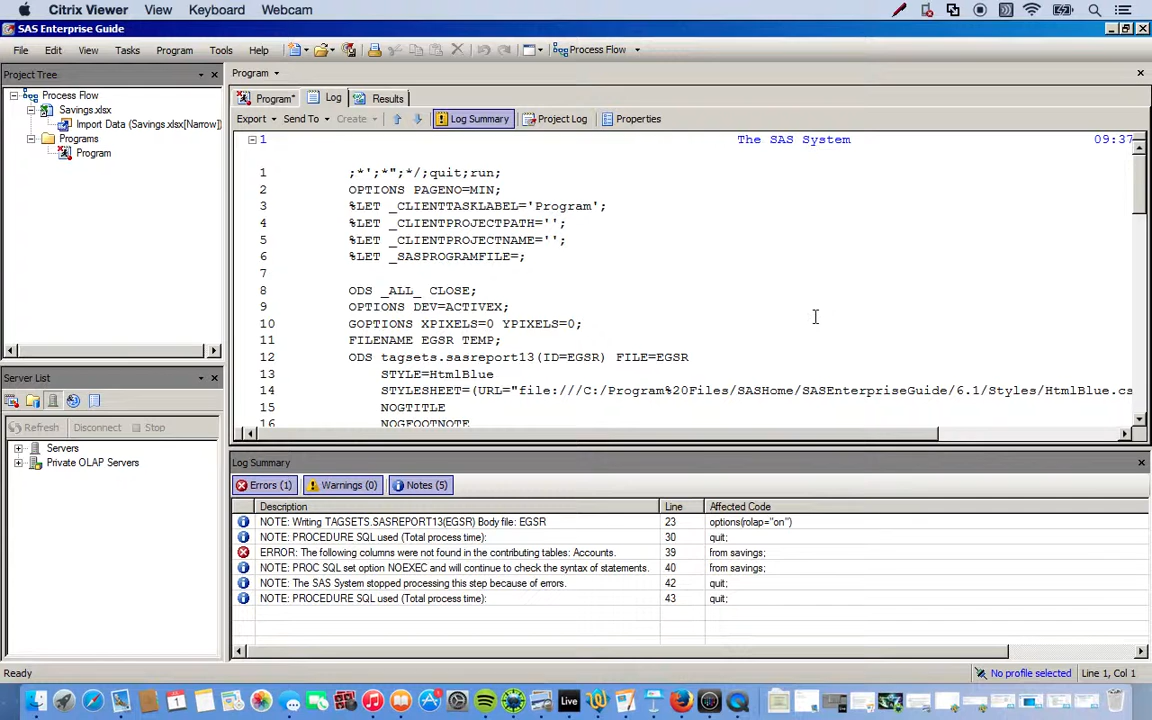 Citrix Viewer View Keyboard Webcam
SAS Enterprise Guide
File Edit View Tasks Program Tools Help Process Flow
Project Tree
Process Flow
Savings.xlsx
Import Data (Savings.xlsx[Narrow]
Programs
Program
Server List
Refresh Disconnect Stop
Servers
Private OLAP Servers
Program
Program* Log Results
Export Send To Create Log Summary Project Log Properties
1 The SAS System 09:37
1 ;*';*";*/;quit;run;
2 OPTIONS PAGENO=MIN;
3 %LET _CLIENTTASKLABEL='Program';
4 %LET _CLIENTPROJECTPATH='';
5 %LET _CLIENTPROJECTNAME='';
6 %LET _SASPROGRAMFILE=;
7
8 ODS _ALL_ CLOSE;
9 OPTIONS DEV=ACTIVEX;
10 GOPTIONS XPIXELS=0 YPIXELS=0;
11 FILENAME EGSR TEMP;
12 ODS tagsets.sasreport13(ID=EGSR) FILE=EGSR
13 STYLE=HtmlBlue
14 STYLESHEET=(URL="file:///C:/Program%20Files/SASHome/SASEnterpriseGuide/6.1/Styles/HtmlBlue.cs
15 NOGTITLE
16 NOGFOOTNOTE
Log Summary
Errors (1) Warnings (0) Notes (5)
Description Line Affected Code
NOTE: Writing TAGSETS.SASREPORT13(EGSR) Body file: EGSR 23 options(rolap="on")
NOTE: PROCEDURE SQL used (Total process time): 30 quit;
ERROR: The following columns were not found in the contributing tables: Accounts. 39 from savings;
NOTE: PROC SQL set option NOEXEC and will continue to check the syntax of statements. 40 from savings;
NOTE: The SAS System stopped processing this step because of errors. 42 quit;
NOTE: PROCEDURE SQL used (Total process time): 43 quit;
Ready No profile selected Line 1, Col 1
1
Live